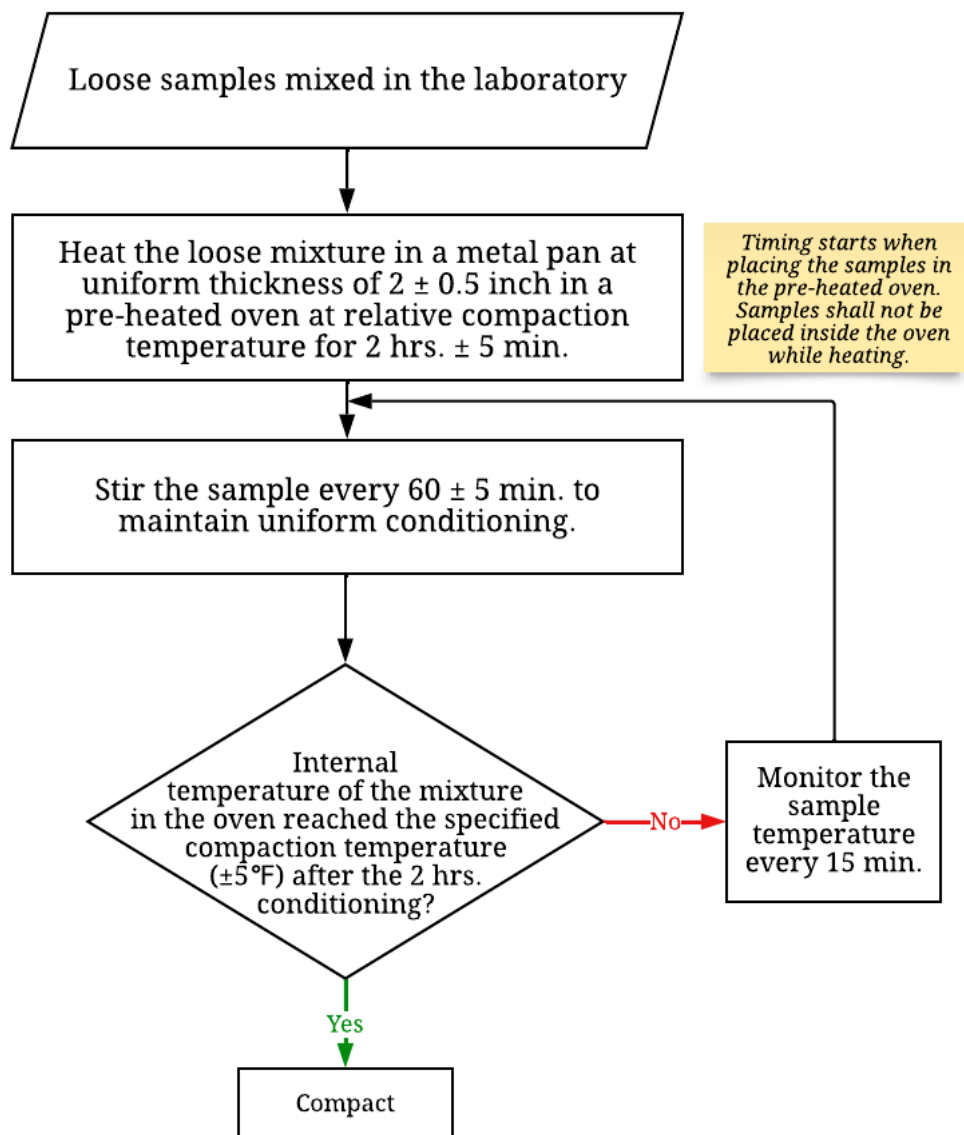 Loose samples mixed in the laboratory
Heat the loose mixture in a metal pan at
uniform thickness of 2 ± 0.5 inch in a
pre-heated oven at relative compaction
temperature for 2 hrs. ± 5 min.
Timing starts when
placing the samples in
the pre-heated oven.
Samples shall not be
placed inside the oven
while heating.
Stir the sample every 60 ± 5 min. to
maintain uniform conditioning.
Internal
temperature of the mixture
in the oven reached the specified
compaction temperature
(±5°F) after the 2 hrs.
conditioning?
No
Monitor the
sample
temperature
every 15 min.
Yes
Compact